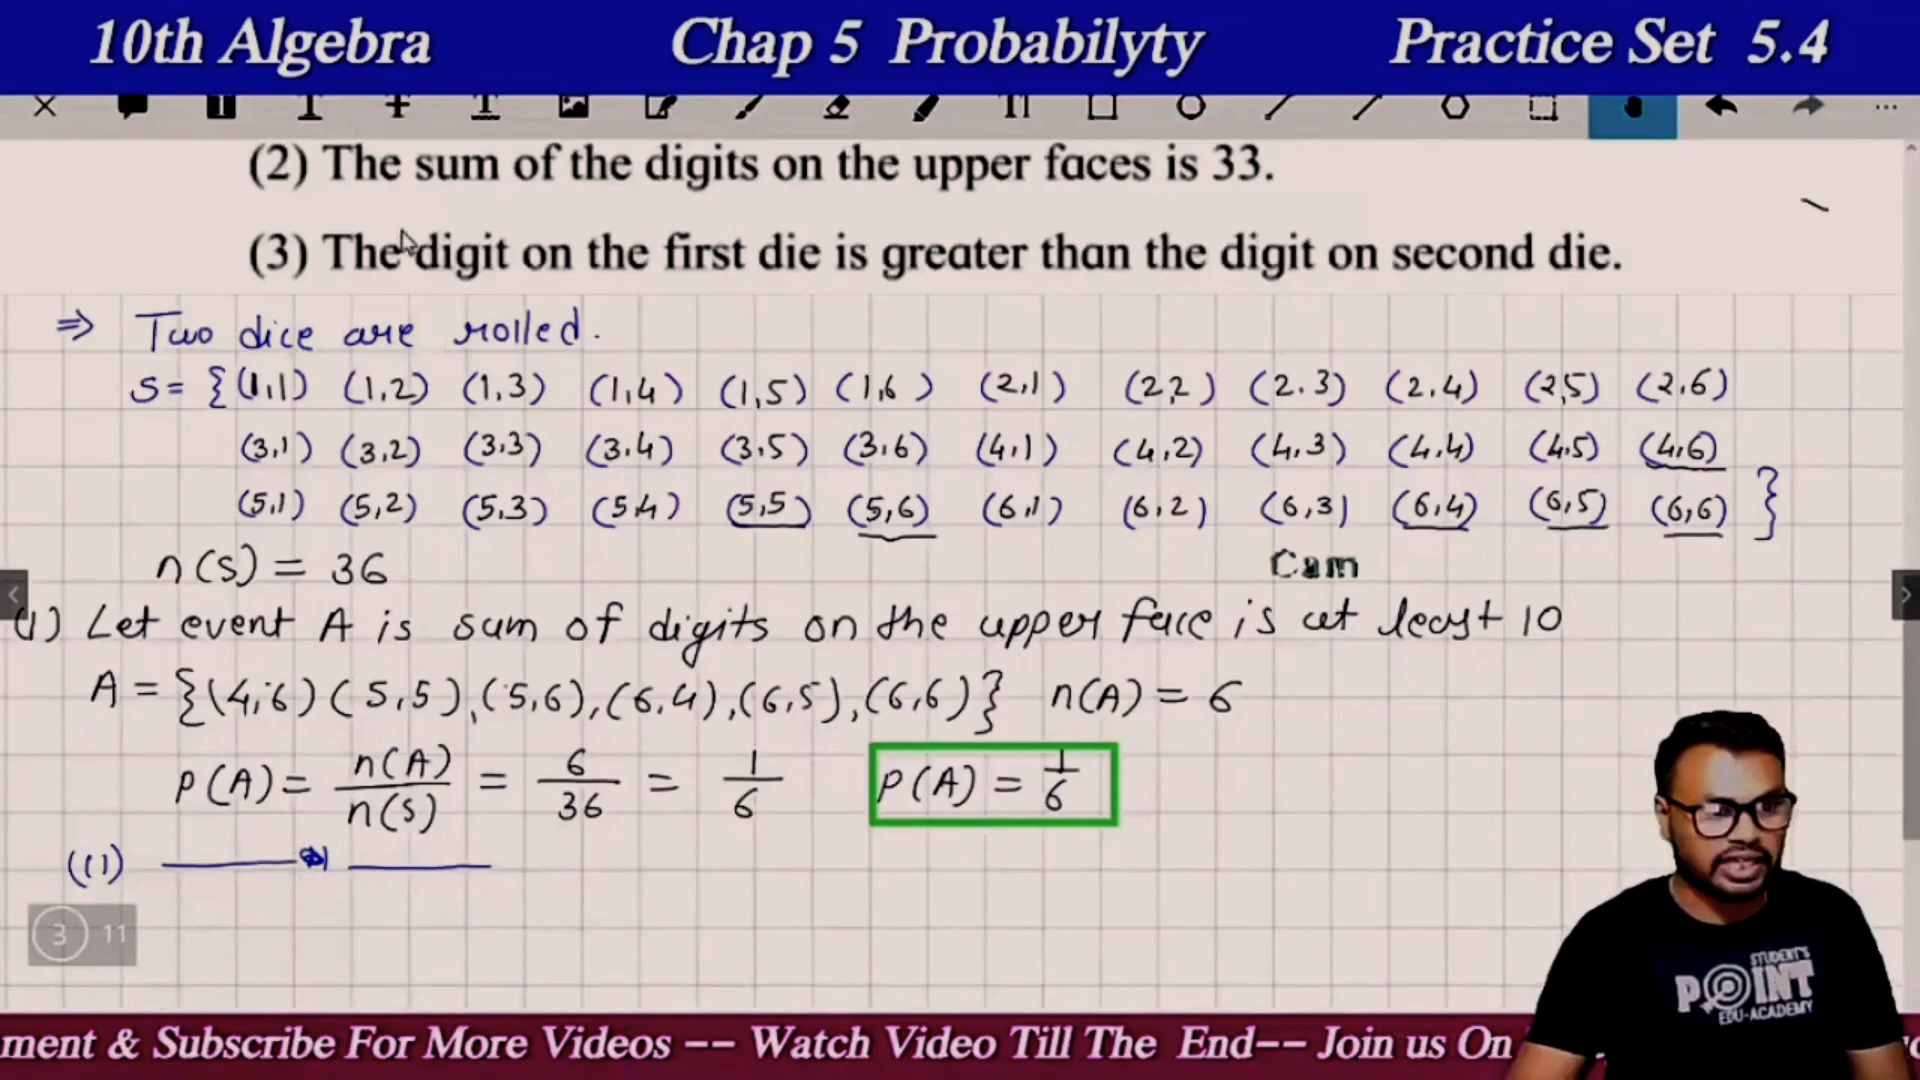 10th Algebra Chap 5 Probabilyty Practice Set 5.4
(2) The sum of the digits on the upper faces is 33.
(3) The digit on the first die is greater than the digit on second die.
⇒ Two dice are rolled.
S = {(1,1) (1,2) (1,3) (1,4) (1,5) (1,6) (2,1) (2,2) (2.3) (2.4) (2,5) (2,6)
(3,1) (3,2) (3,3) (3.4) (3,5) (3,6) (4,1) (4,2) (4,3) (4,4) (4,5) (4,6)
(5,1) (5,2) (5,3) (5,4) (5,5) (5,6) (6,1) (6,2) (6,3) (6,4) (6,5) (6,6) }
n(S) = 36
Cam
(1) Let event A is sum of digits on the upper face is at least 10
A = {(4,6) (5,5), (5,6), (6,4), (6,5), (6,6)} n(A) = 6
P(A) = n(A)/n(S) = 6/36 = 1/6 P(A) = 1/6
(11)
3 11
STUDENT'S
POINT
EDU-ACADEMY
ment & Subscribe For More Videos -- Watch Video Till The End-- Join us On